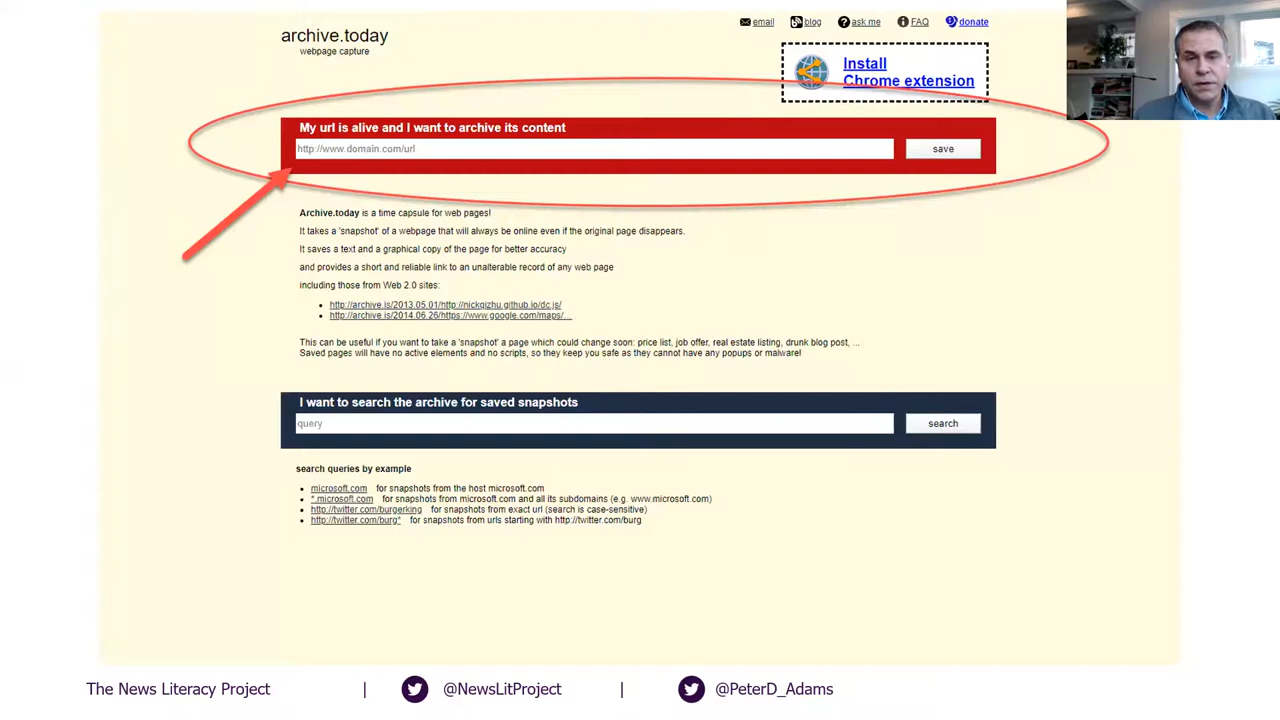 email blog ask me FAQ donate
archive.today
webpage capture
Install
Chrome extension
My url is alive and I want to archive its content
http://www.domain.com/url save
Archive.today is a time capsule for web pages!
It takes a 'snapshot' of a webpage that will always be online even if the original page disappears.
It saves a text and a graphical copy of the page for better accuracy
and provides a short and reliable link to an unalterable record of any web page
including those from Web 2.0 sites:
http://archive.is/2013.05.01/http://nickqizhu.github.io/dc.js/
http://archive.is/2014.06.26/https://www.google.com/maps/...
This can be useful if you want to take a 'snapshot' a page which could change soon: price list, job offer, real estate listing, drunk blog post, ...
Saved pages will have no active elements and no scripts, so they keep you safe as they cannot have any popups or malware!
I want to search the archive for saved snapshots
query search
search queries by example
microsoft.com for snapshots from the host microsoft.com
*.microsoft.com for snapshots from microsoft.com and all its subdomains (e.g. www.microsoft.com)
http://twitter.com/burgerking for snapshots from exact url (search is case-sensitive)
http://twitter.com/burg* for snapshots from urls starting with http://twitter.com/burg
The News Literacy Project | @NewsLitProject | @PeterD_Adams